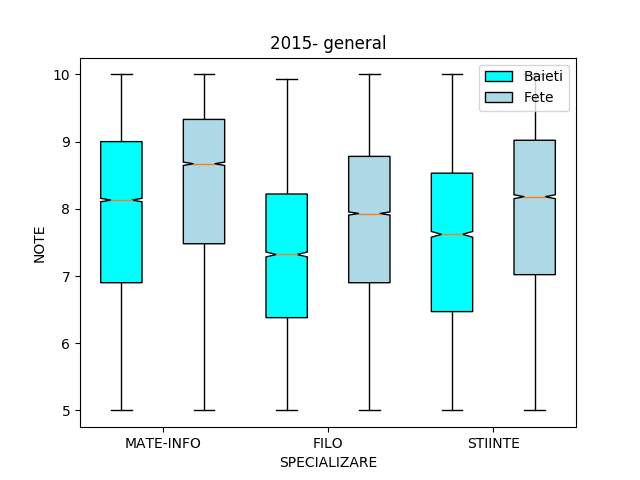 2015- general
Baieti
Fete
NOTE
10
9
8
7
6
5
MATE-INFO FILO STIINTE
SPECIALIZARE